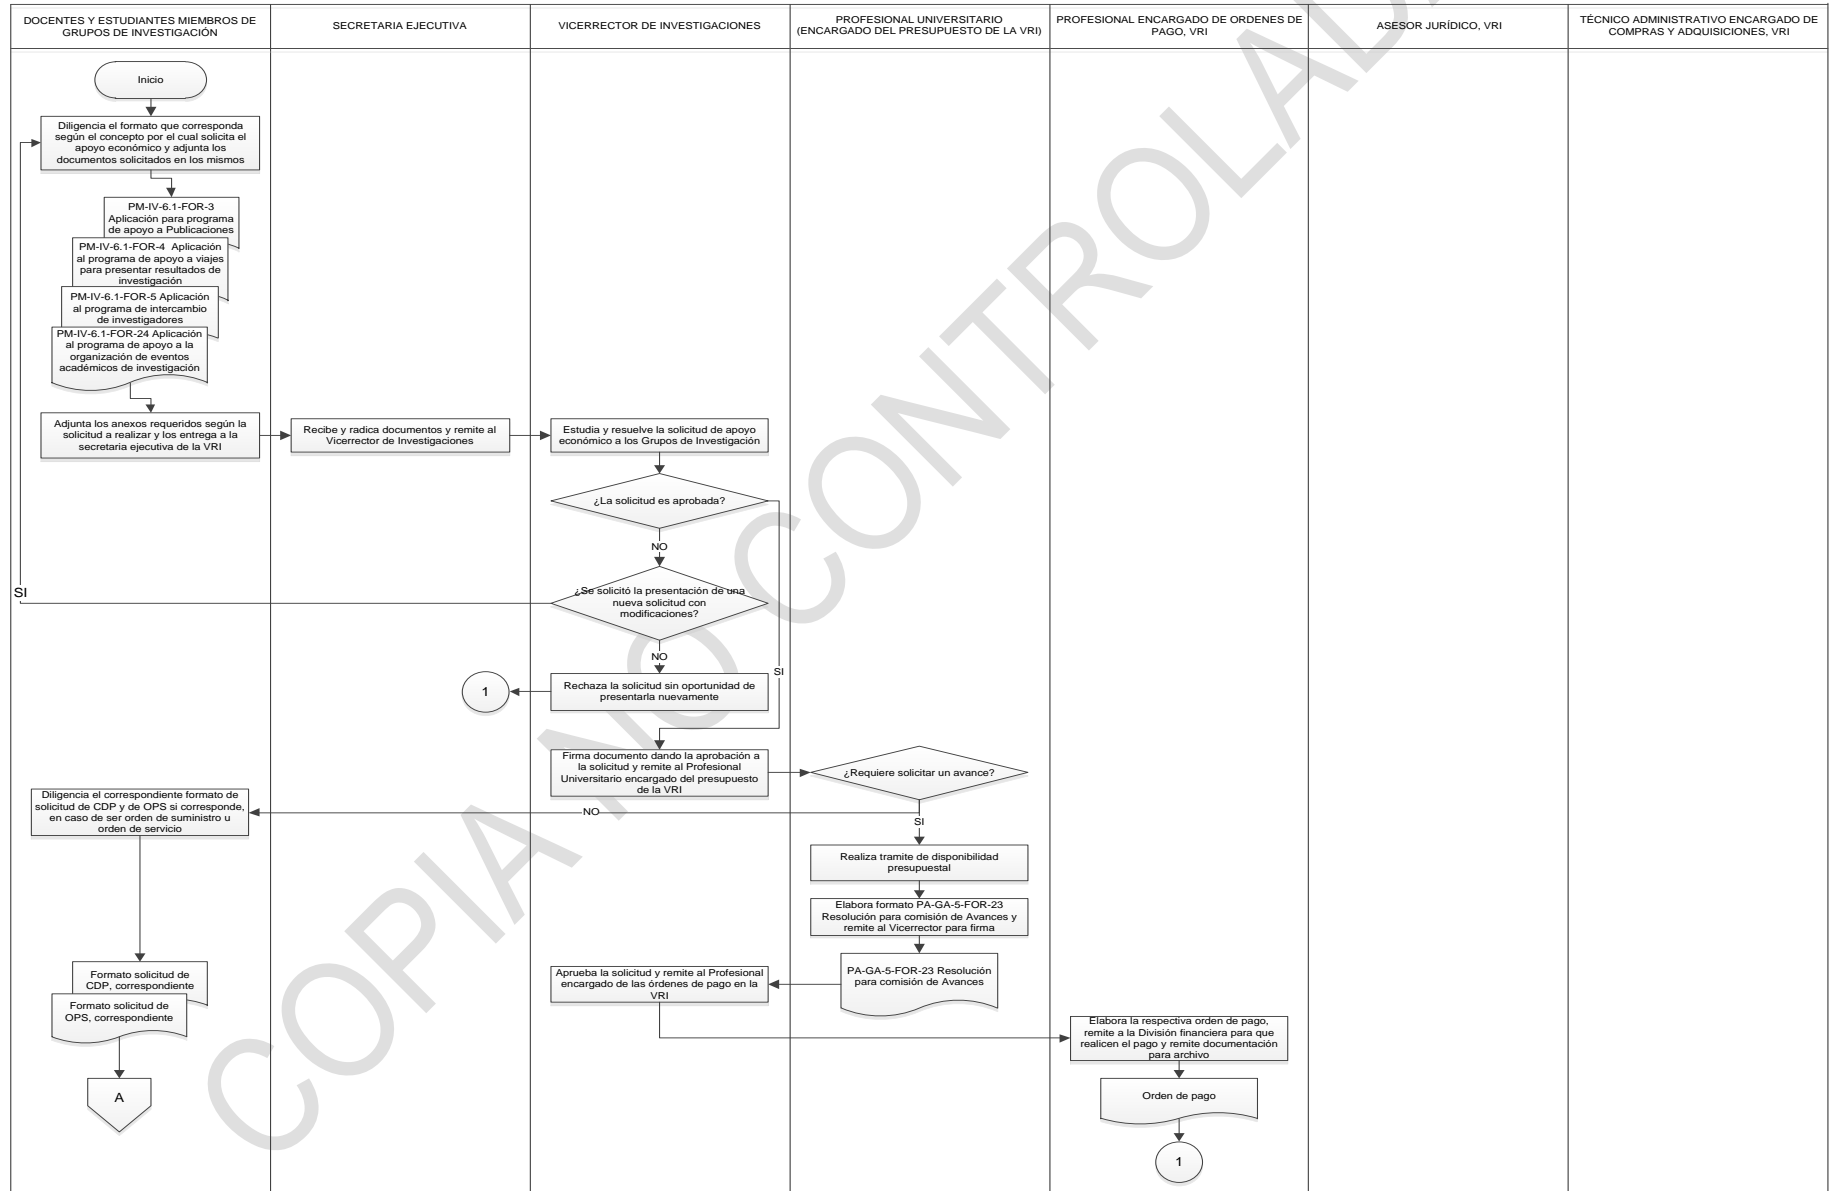 DOCENTES Y ESTUDIANTES MIEMBROS DE
GRUPOS DE INVESTIGACIÓN
SECRETARIA EJECUTIVA
VICERRECTOR DE INVESTIGACIONES
PROFESIONAL UNIVERSITARIO
(ENCARGADO DEL PRESUPUESTO DE LA VRI)
PROFESIONAL ENCARGADO DE ORDENES DE
PAGO, VRI
ASESOR JURÍDICO, VRI
TÉCNICO ADMINISTRATIVO ENCARGADO DE
COMPRAS Y ADQUISICIONES, VRI
Inicio
Diligencia el formato que corresponda
según el concepto por el cual solicita el
apoyo económico y adjunta los
documentos solicitados en los mismos
PM-IV-6.1-FOR-3
Aplicación para programa
de apoyo a Publicaciones
PM-IV-6.1-FOR-4 Aplicación
al programa de apoyo a viajes
para presentar resultados de
investigación
PM-IV-6.1-FOR-5 Aplicación
al programa de intercambio
de investigadores
PM-IV-6.1-FOR-24 Aplicación
al programa de apoyo a la
organización de eventos
académicos de investigación
Adjunta los anexos requeridos según la
solicitud a realizar y los entrega a la
secretaria ejecutiva de la VRI
Recibe y radica documentos y remite al
Vicerrector de Investigaciones
Estudia y resuelve la solicitud de apoyo
económico a los Grupos de Investigación
¿La solicitud es aprobada?
NO
¿Se solicitó la presentación de una
nueva solicitud con
modificaciones?
SI
NO
SI
Rechaza la solicitud sin oportunidad de
presentarla nuevamente
1
Firma documento dando la aprobación a
la solicitud y remite al Profesional
Universitario encargado del presupuesto
de la VRI
¿Requiere solicitar un avance?
NO
SI
Diligencia el correspondiente formato de
solicitud de CDP y de OPS si corresponde,
en caso de ser orden de suministro u
orden de servicio
Realiza tramite de disponibilidad
presupuestal
Elabora formato PA-GA-5-FOR-23
Resolución para comisión de Avances y
remite al Vicerrector para firma
PA-GA-5-FOR-23 Resolución
para comisión de Avances
Aprueba la solicitud y remite al Profesional
encargado de las órdenes de pago en la
VRI
Formato solicitud de
CDP, correspondiente
Formato solicitud de
OPS, correspondiente
A
Elabora la respectiva orden de pago,
remite a la División financiera para que
realicen el pago y remite documentación
para archivo
Orden de pago
1
COPIA NO CONTROLADA